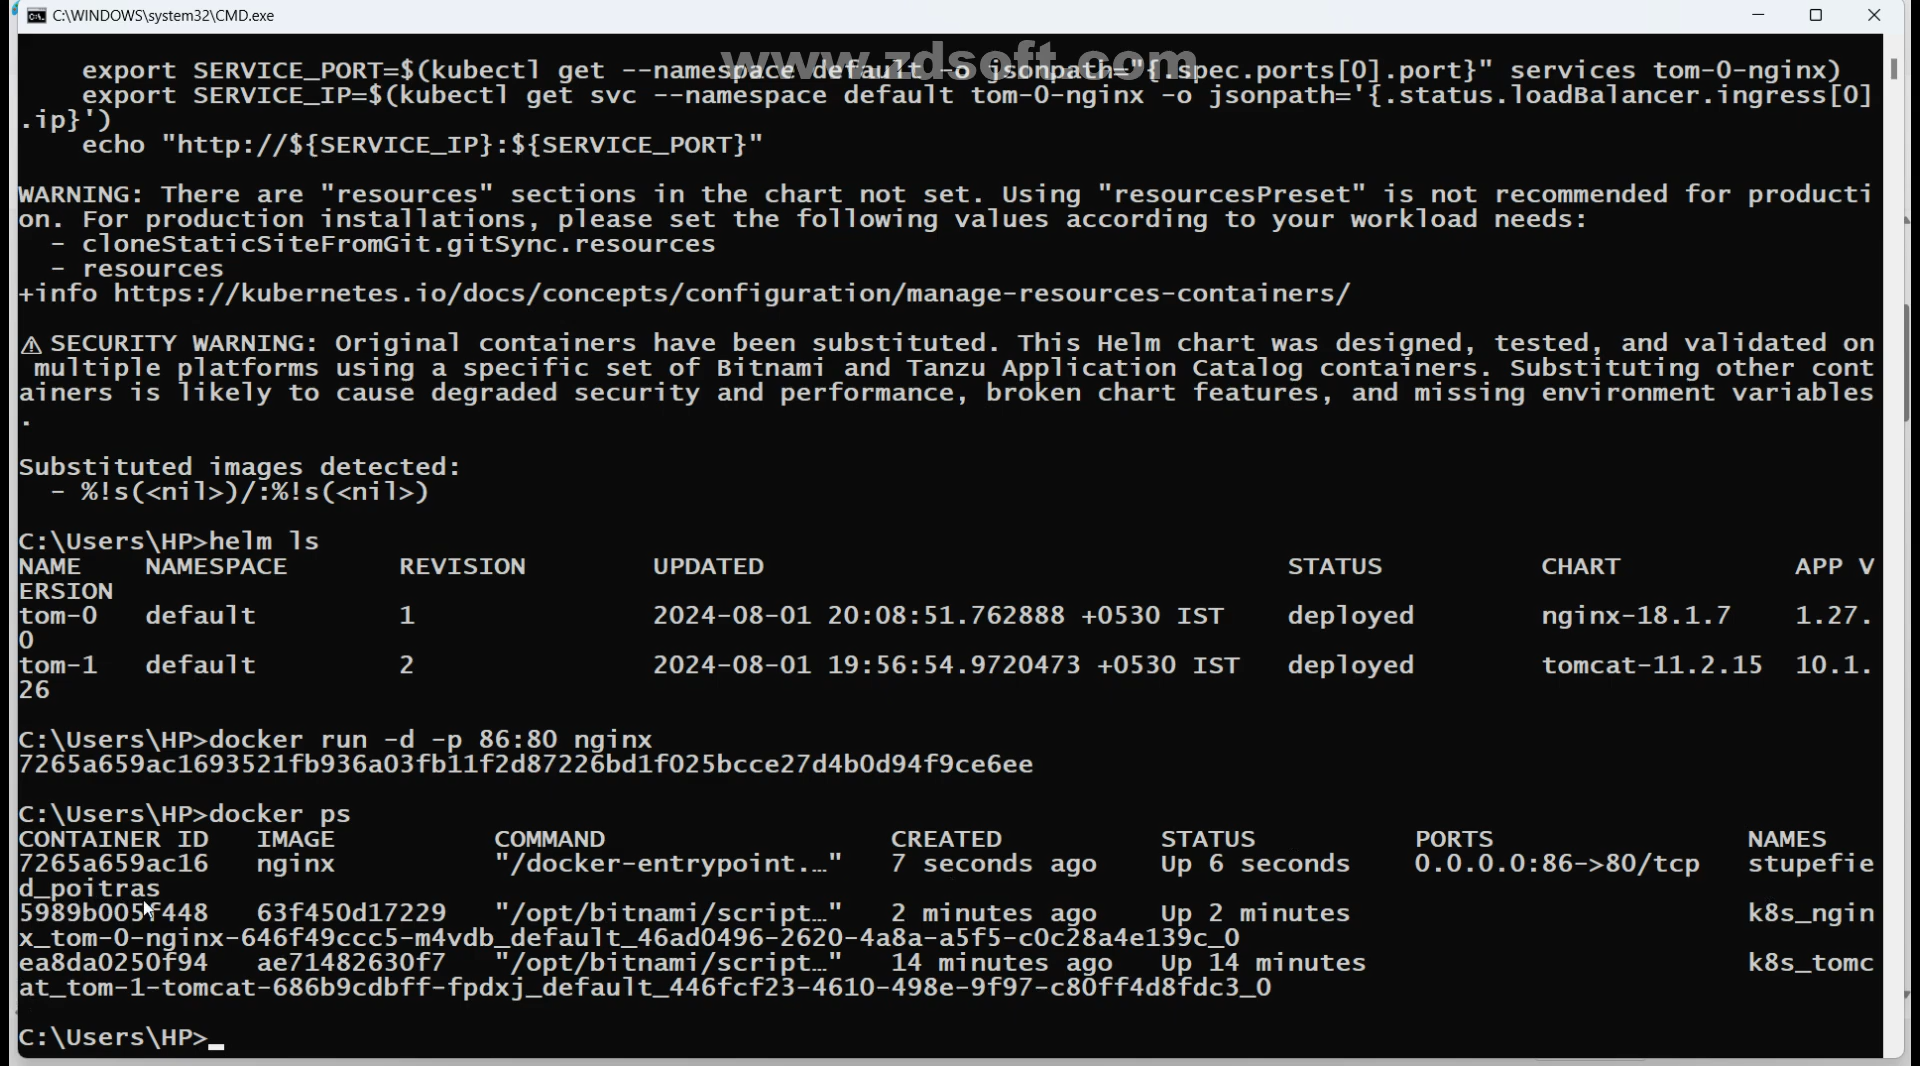 C:\WINDOWS\system32\CMD.exe
www.zdsoft.com
export SERVICE_PORT=$(kubectl get --namespace default -o jsonpath="{.spec.ports[0].port}" services tom-0-nginx)
export SERVICE_IP=$(kubectl get svc --namespace default tom-0-nginx -o jsonpath='{.status.loadBalancer.ingress[0]
.ip}')
echo "http://${SERVICE_IP}:${SERVICE_PORT}"
WARNING: There are "resources" sections in the chart not set. Using "resourcesPreset" is not recommended for producti
on. For production installations, please set the following values according to your workload needs:
- cloneStaticSiteFromGit.gitSync.resources
- resources
+info https://kubernetes.io/docs/concepts/configuration/manage-resources-containers/
⚠ SECURITY WARNING: Original containers have been substituted. This Helm chart was designed, tested, and validated on
multiple platforms using a specific set of Bitnami and Tanzu Application Catalog containers. Substituting other cont
ainers is likely to cause degraded security and performance, broken chart features, and missing environment variables
.
Substituted images detected:
- %!s(<nil>)/:%!s(<nil>)
C:\Users\HP>helm ls
NAME NAMESPACE REVISION UPDATED STATUS CHART APP V
ERSION
tom-0 default 1 2024-08-01 20:08:51.762888 +0530 IST deployed nginx-18.1.7 1.27.
0
tom-1 default 2 2024-08-01 19:56:54.9720473 +0530 IST deployed tomcat-11.2.15 10.1.
26
C:\Users\HP>docker run -d -p 86:80 nginx
7265a659ac1693521fb936a03fb11f2d87226bd1f025bcce27d4b0d94f9ce6ee
C:\Users\HP>docker ps
CONTAINER ID IMAGE COMMAND CREATED STATUS PORTS NAMES
7265a659ac16 nginx "/docker-entrypoint.…" 7 seconds ago Up 6 seconds 0.0.0.0:86->80/tcp stupefie
d_poitras
5989b005f448 63f450d17229 "/opt/bitnami/script…" 2 minutes ago Up 2 minutes k8s_ngin
x_tom-0-nginx-646f49ccc5-m4vdb_default_46ad0496-2620-4a8a-a5f5-c0c28a4e139c_0
ea8da0250f94 ae71482630f7 "/opt/bitnami/script…" 14 minutes ago Up 14 minutes k8s_tomc
at_tom-1-tomcat-686b9cdbff-fpdxj_default_446fcf23-4610-498e-9f97-c80ff4d8fdc3_0
C:\Users\HP>